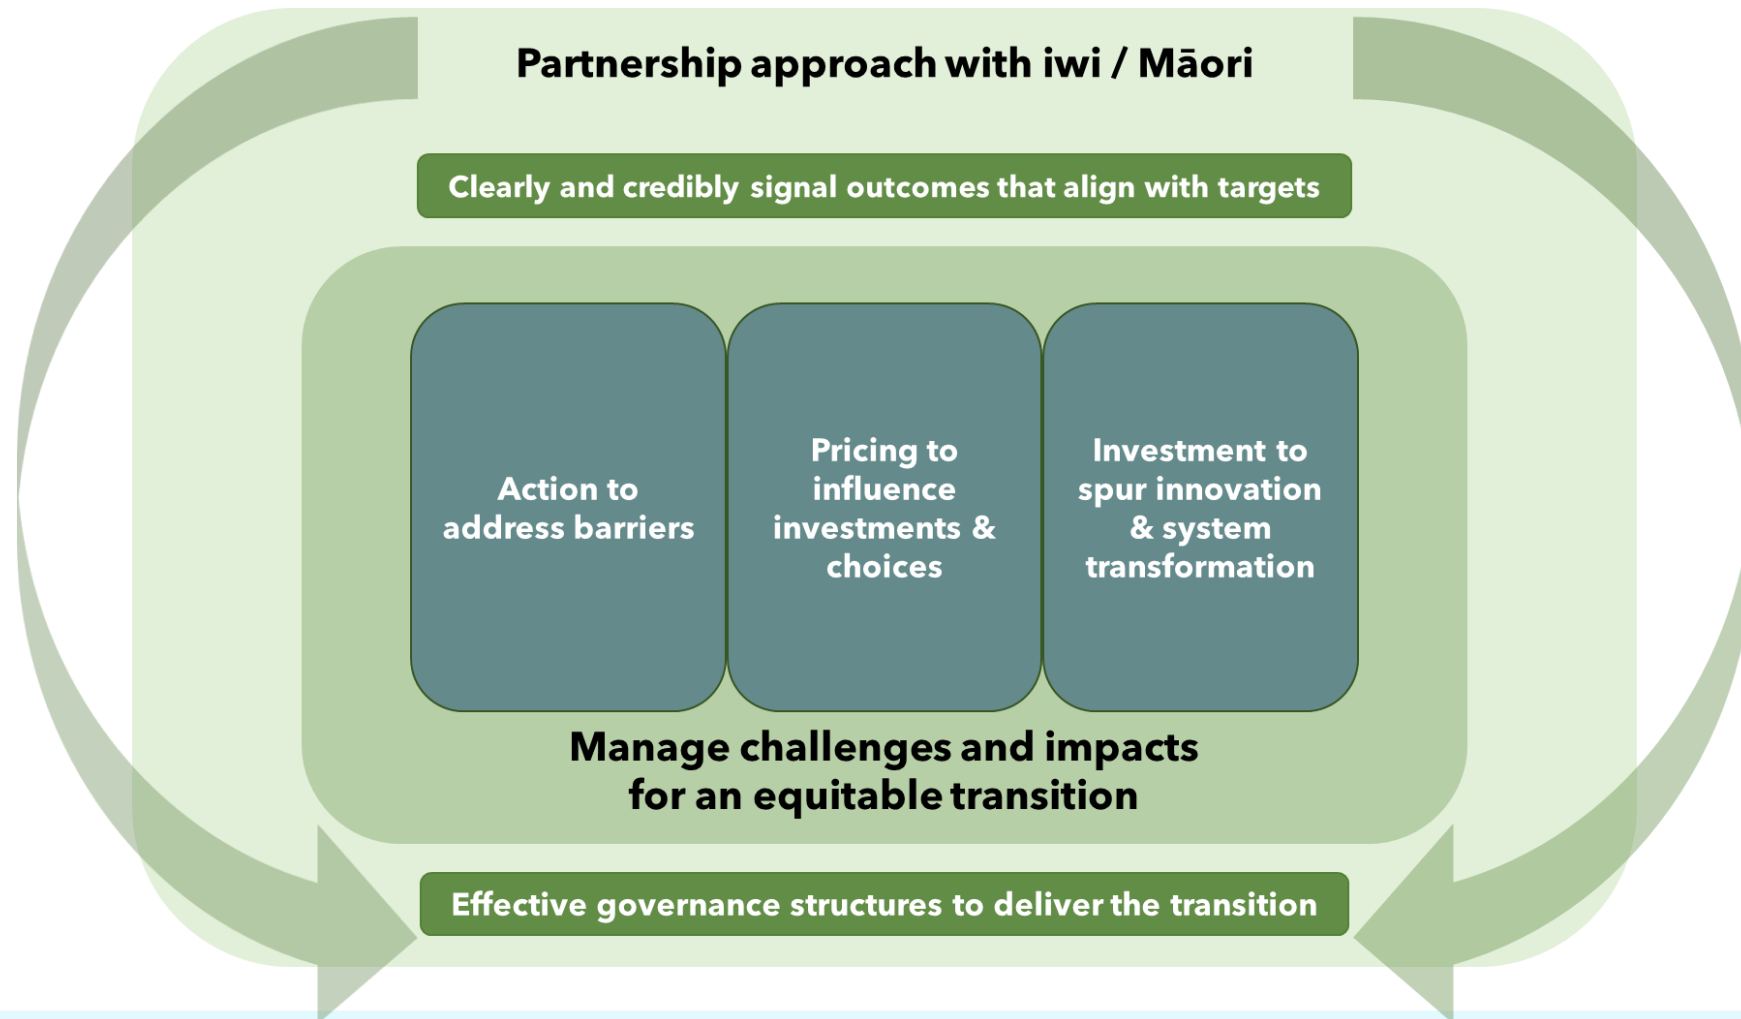 Partnership approach with iwi / Māori
Clearly and credibly signal outcomes that align with targets
Action to
address barriers
Pricing to
influence
investments &
choices
Investment to
spur innovation
& system
transformation
Manage challenges and impacts
for an equitable transition
Effective governance structures to deliver the transition